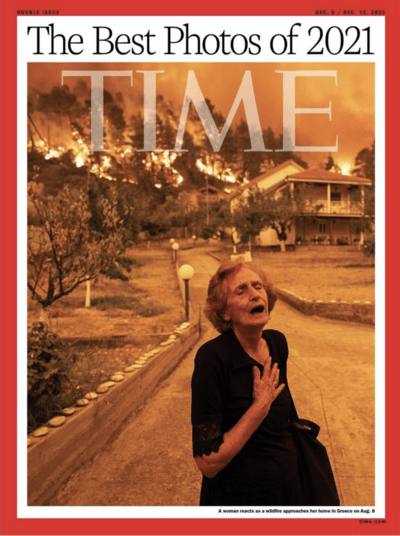 DOUBLE ISSUE
DEC. 6 / DEC. 13, 2021
The Best Photos of 2021
TIME
A woman reacts as a wildfire approaches her home in Greece on Aug. 8
time.com